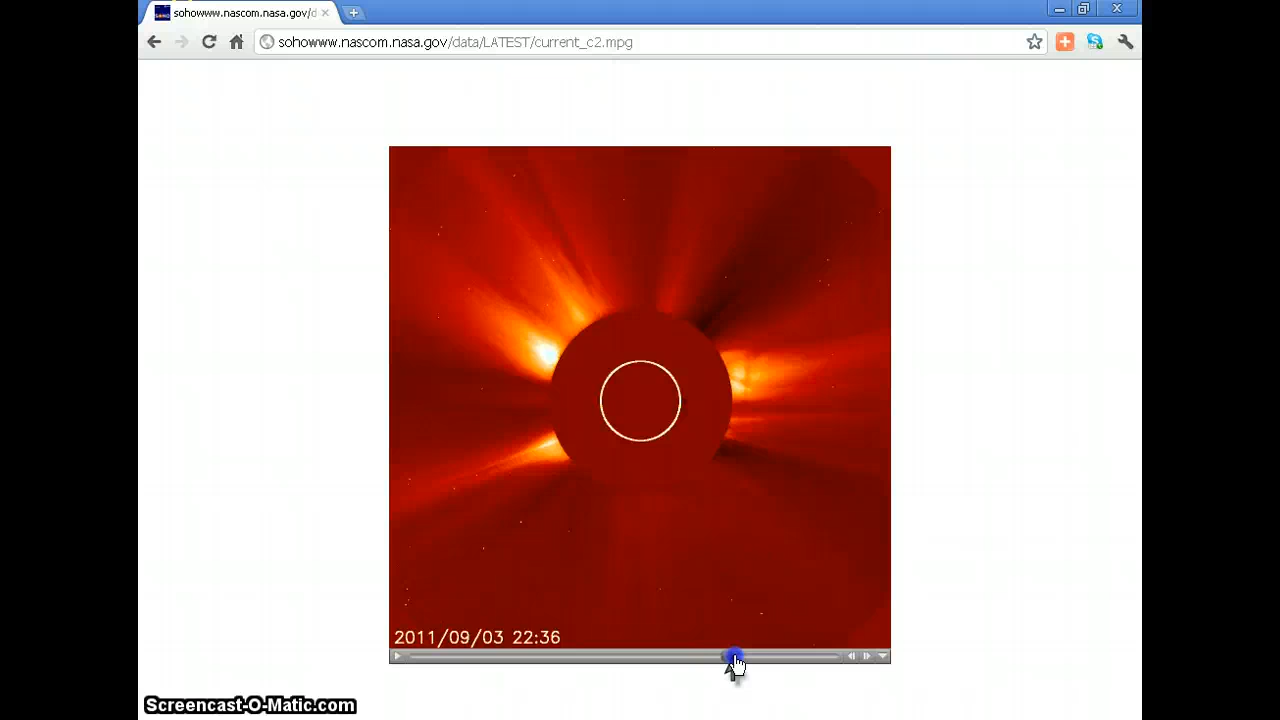 sohowww.nascom.nasa.gov/d
sohowww.nascom.nasa.gov/data/LATEST/current_c2.mpg
2011/09/03 22:36
Screencast-O-Matic.com